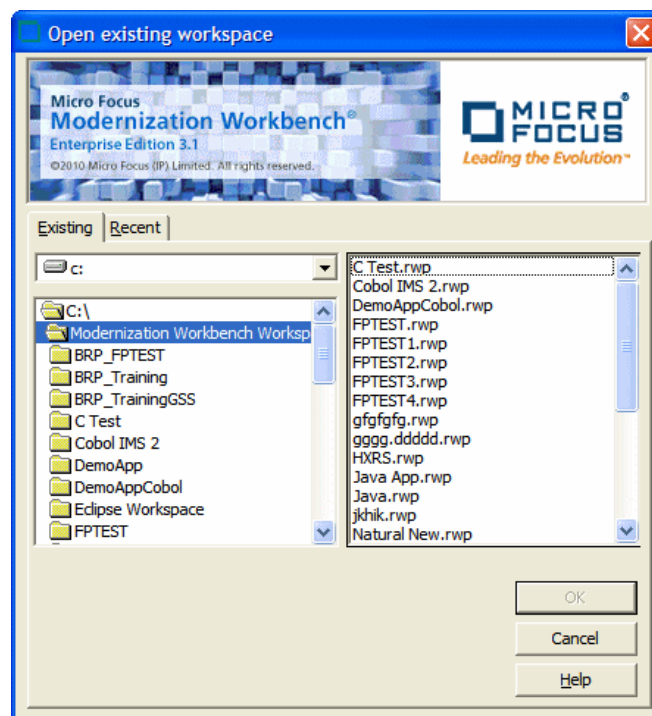 Open existing workspace
Micro Focus
Modernization Workbench®
Enterprise Edition 3.1
©2010 Micro Focus (IP) Limited. All rights reserved.
MICRO
FOCUS®
Leading the Evolution™
Existing
Recent
c:
C:\
Modernization Workbench Worksp
BRP_FPTEST
BRP_Training
BRP_TrainingGSS
C Test
Cobol IMS 2
DemoApp
DemoAppCobol
Eclipse Workspace
FPTEST
C Test.rwp
Cobol IMS 2.rwp
DemoAppCobol.rwp
FPTEST.rwp
FPTEST1.rwp
FPTEST2.rwp
FPTEST3.rwp
FPTEST4.rwp
gfgfgfg.rwp
gggg.ddddd.rwp
HXRS.rwp
Java App.rwp
Java.rwp
jkhik.rwp
Natural New.rwp
OK
Cancel
Help